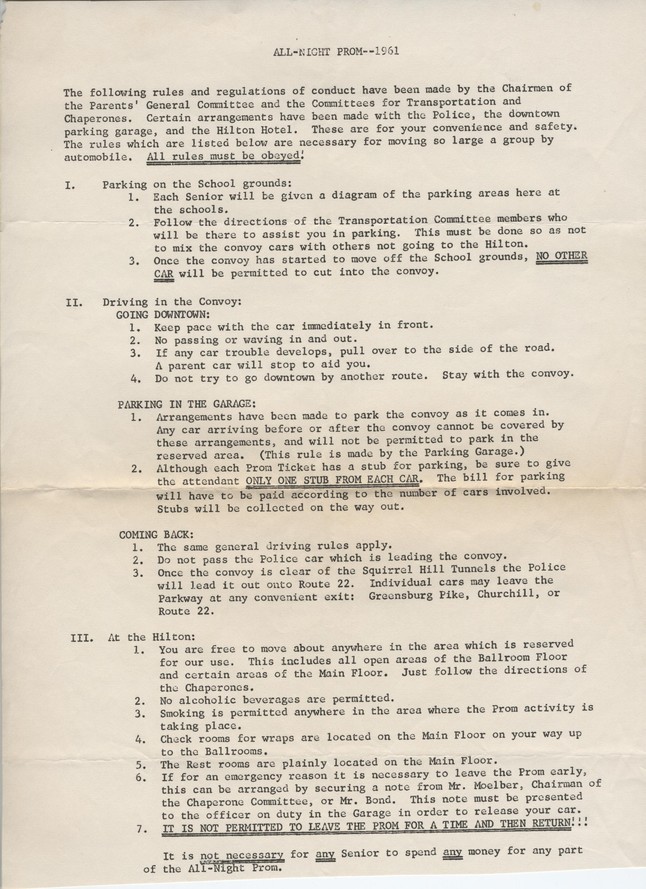 ALL-NIGHT PROM--1961
The following rules and regulations of conduct have been made by the Chairmen of
the Parents' General Committee and the Committees for Transportation and
Chaperones. Certain arrangements have been made with the Police, the downtown
parking garage, and the Hilton Hotel. These are for your convenience and safety.
The rules which are listed below are necessary for moving so large a group by
automobile. All rules must be obeyed!
I. Parking on the School grounds:
1. Each Senior will be given a diagram of the parking areas here at
the schools.
2. Follow the directions of the Transportation Committee members who
will be there to assist you in parking. This must be done so as not
to mix the convoy cars with others not going to the Hilton.
3. Once the convoy has started to move off the School grounds, NO OTHER
CAR will be permitted to cut into the convoy.
II. Driving in the Convoy:
GOING DOWNTOWN:
1. Keep pace with the car immediately in front.
2. No passing or waving in and out.
3. If any car trouble develops, pull over to the side of the road.
A parent car will stop to aid you.
4. Do not try to go downtown by another route. Stay with the convoy.
PARKING IN THE GARAGE:
1. Arrangements have been made to park the convoy as it comes in.
Any car arriving before or after the convoy cannot be covered by
these arrangements, and will not be permitted to park in the
reserved area. (This rule is made by the Parking Garage.)
2. Although each Prom Ticket has a stub for parking, be sure to give
the attendant ONLY ONE STUB FROM EACH CAR. The bill for parking
will have to be paid according to the number of cars involved.
Stubs will be collected on the way out.
COMING BACK:
1. The same general driving rules apply.
2. Do not pass the Police car which is leading the convoy.
3. Once the convoy is clear of the Squirrel Hill Tunnels the Police
will lead it out onto Route 22. Individual cars may leave the
Parkway at any convenient exit: Greensburg Pike, Churchill, or
Route 22.
III. At the Hilton:
1. You are free to move about anywhere in the area which is reserved
for our use. This includes all open areas of the Ballroom Floor
and certain areas of the Main Floor. Just follow the directions of
the Chaperones.
2. No alcoholic beverages are permitted.
3. Smoking is permitted anywhere in the area where the Prom activity is
taking place.
4. Check rooms for wraps are located on the Main Floor on your way up
to the Ballrooms.
5. The Rest rooms are plainly located on the Main Floor.
6. If for an emergency reason it is necessary to leave the Prom early,
this can be arranged by securing a note from Mr. Moelber, Chairman of
the Chaperone Committee, or Mr. Bond. This note must be presented
to the officer on duty in the Garage in order to release your car.
7. IT IS NOT PERMITTED TO LEAVE THE PROM FOR A TIME AND THEN RETURN!!!
It is not necessary for any Senior to spend any money for any part
of the All-Night Prom.